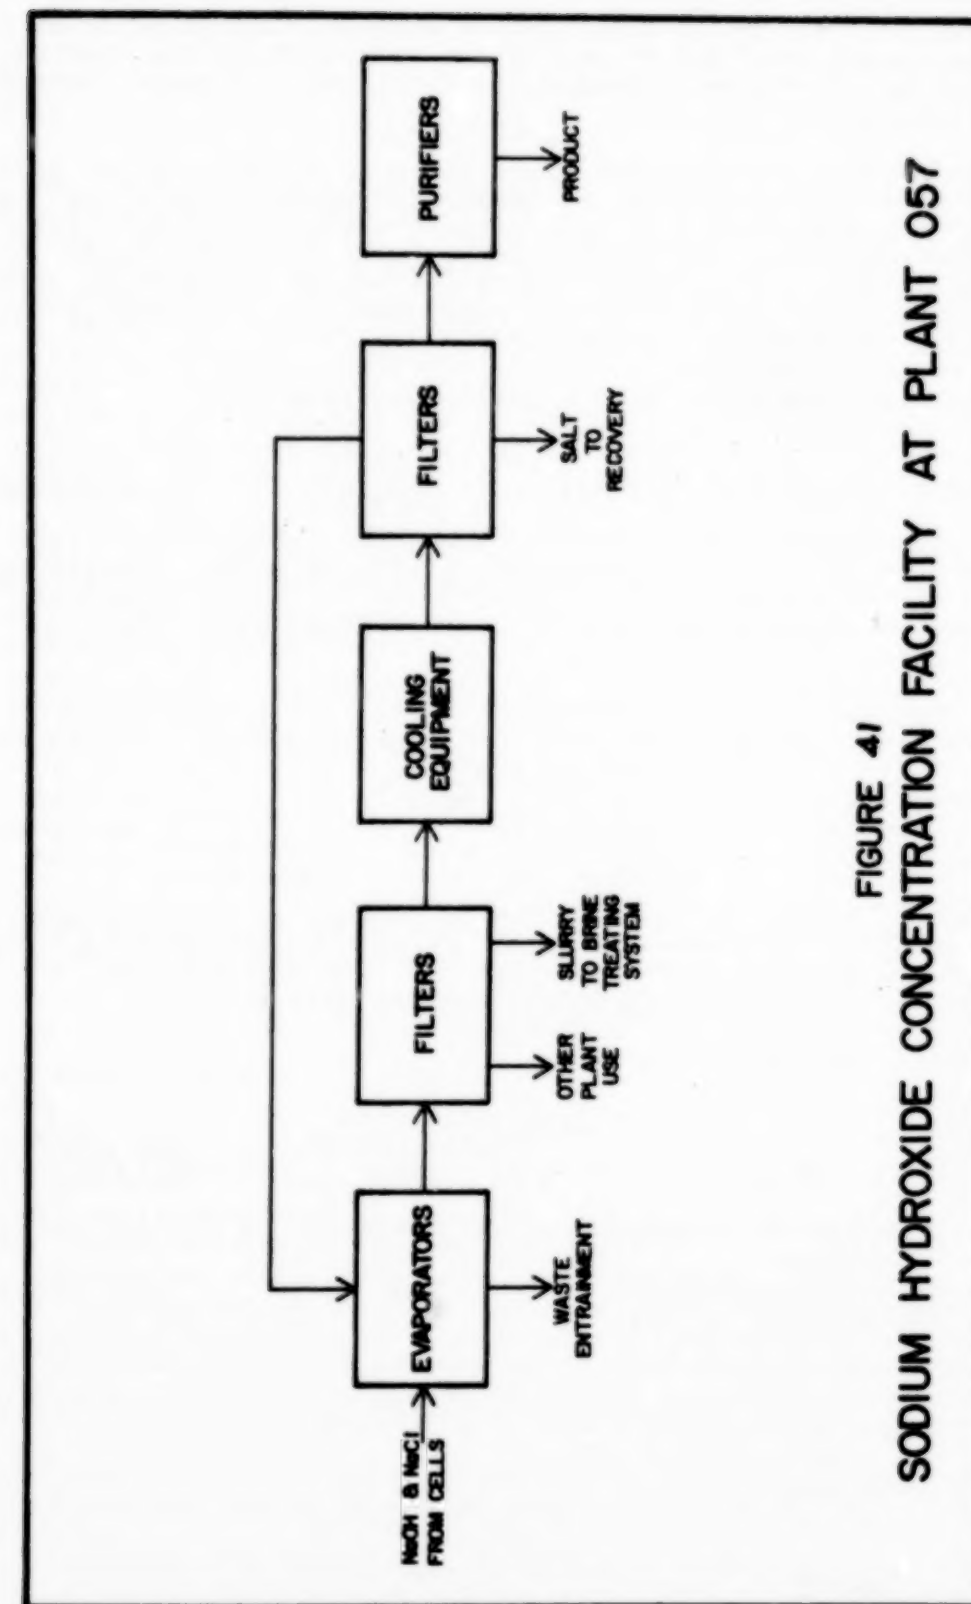 NaOH & NaCl
FROM CELLS
EVAPORATORS
WASTE
ENTRAINMENT
FILTERS
OTHER
PLANT
USE
SLURRY
TO BRINE
TREATING
SYSTEM
COOLING
EQUIPMENT
FILTERS
SALT
TO
RECOVERY
PURIFIERS
PRODUCT
FIGURE 41
SODIUM HYDROXIDE CONCENTRATION FACILITY AT PLANT 057